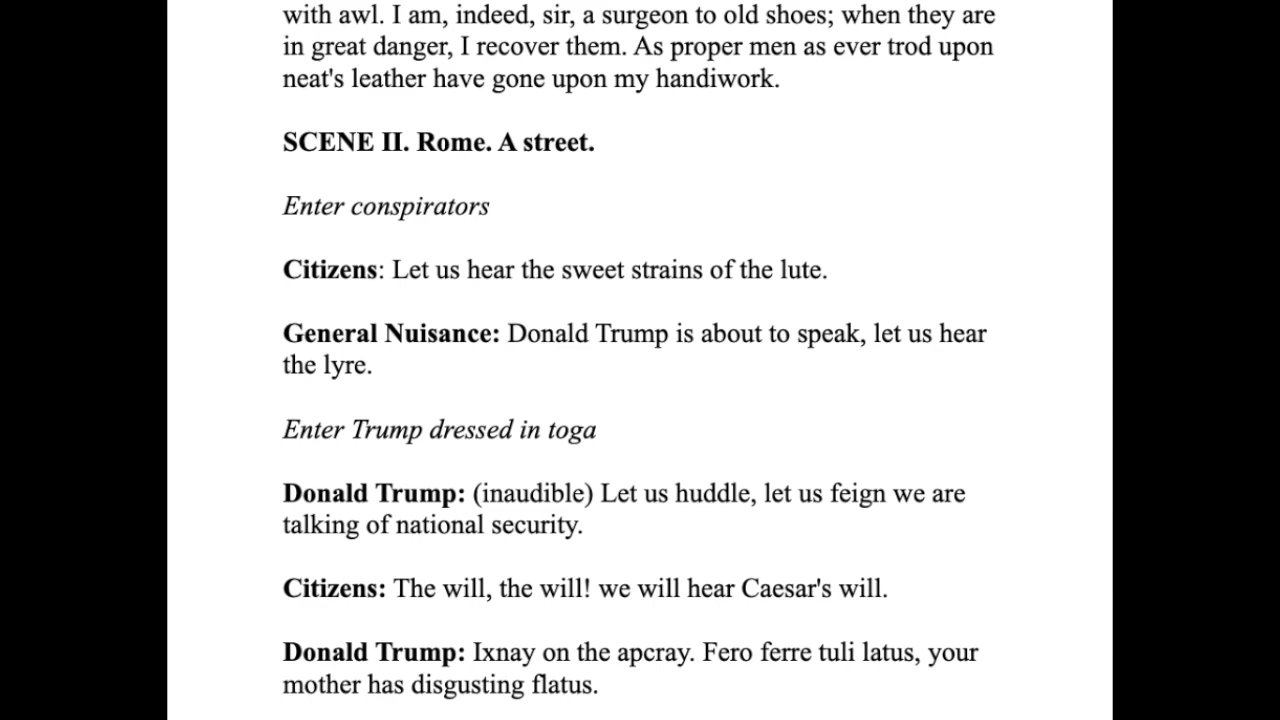 with awl. I am, indeed, sir, a surgeon to old shoes; when they are
in great danger, I recover them. As proper men as ever trod upon
neat's leather have gone upon my handiwork.
SCENE II. Rome. A street.
Enter conspirators
Citizens: Let us hear the sweet strains of the lute.
General Nuisance: Donald Trump is about to speak, let us hear
the lyre.
Enter Trump dressed in toga
Donald Trump: (inaudible) Let us huddle, let us feign we are
talking of national security.
Citizens: The will, the will! we will hear Caesar's will.
Donald Trump: Ixnay on the apcray. Fero ferre tuli latus, your
mother has disgusting flatus.